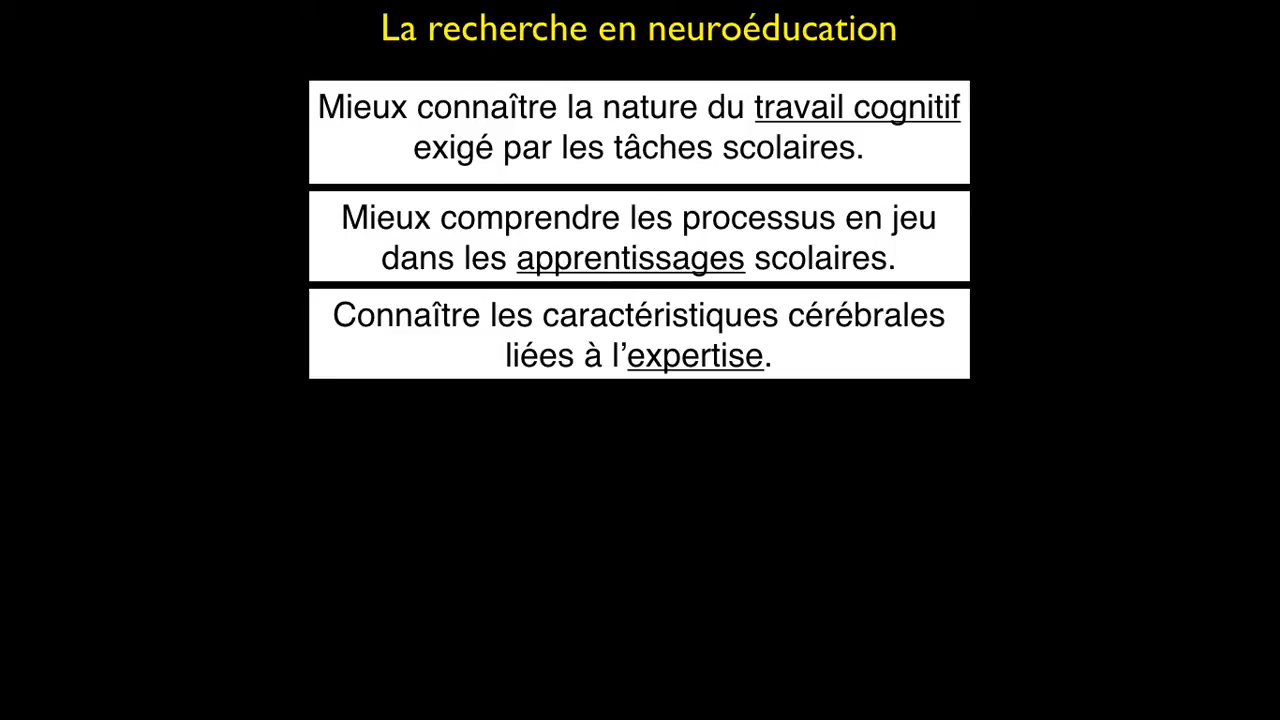 La recherche en neuroéducation
Mieux connaître la nature du travail cognitif
exigé par les tâches scolaires.
Mieux comprendre les processus en jeu
dans les apprentissages scolaires.
Connaître les caractéristiques cérébrales
liées à l’expertise.